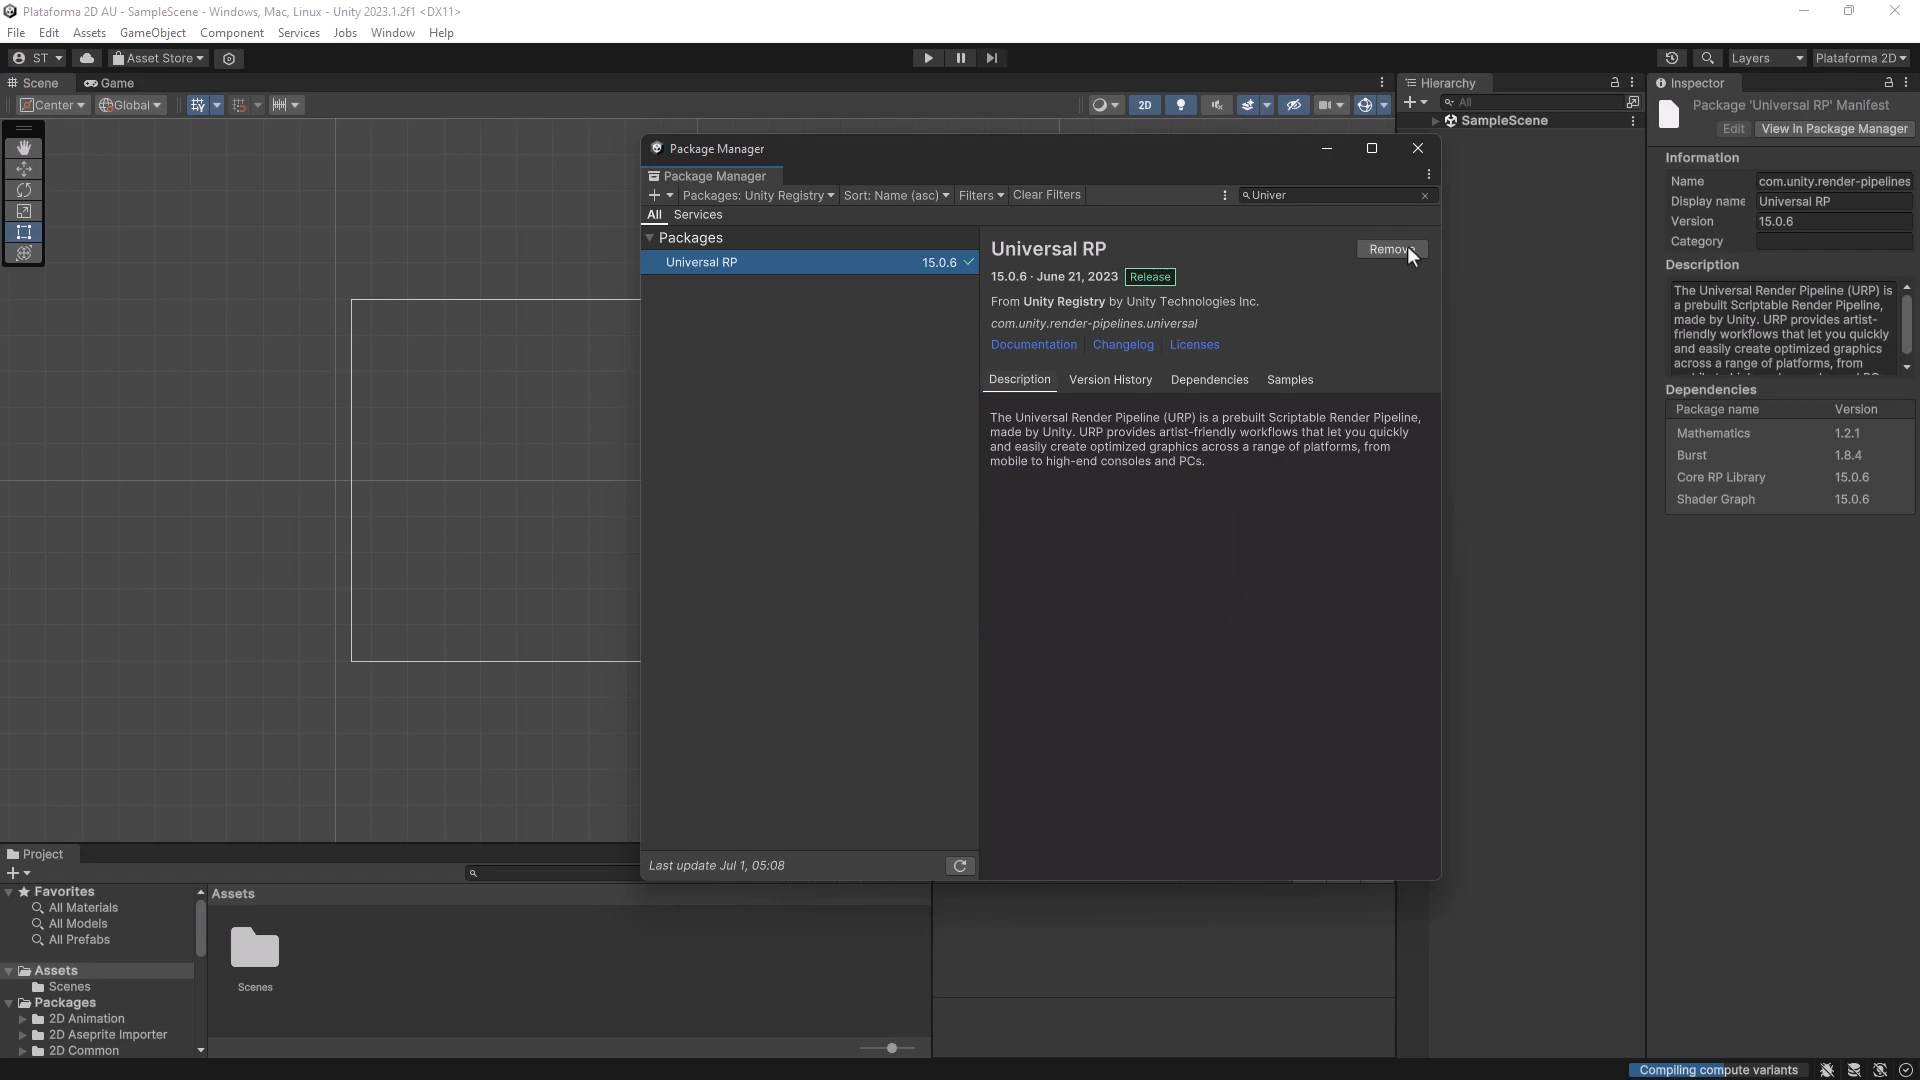 Plataforma 2D AU - SampleScene - Windows, Mac, Linux - Unity 2023.1.2f1 <DX11>
File Edit Assets GameObject Component Services Jobs Window Help
ST Asset Store Layers Plataforma 2D
Scene Game
Center Global 2D
Hierarchy
All
SampleScene
Inspector
Package 'Universal RP' Manifest
Edit View in Package Manager
Information
Name com.unity.render-pipelines
Display name Universal RP
Version 15.0.6
Category
Description
The Universal Render Pipeline (URP) is
a prebuilt Scriptable Render Pipeline,
made by Unity. URP provides artist-
friendly workflows that let you quickly
and easily create optimized graphics
across a range of platforms, from
Dependencies
Package name Version
Mathematics 1.2.1
Burst 1.8.4
Core RP Library 15.0.6
Shader Graph 15.0.6
Package Manager
Package Manager
Packages: Unity Registry Sort: Name (asc) Filters Clear Filters Univer
All Services
Packages
Universal RP 15.0.6
Last update Jul 1, 05:08
Universal RP
Remove
15.0.6 · June 21, 2023 Release
From Unity Registry by Unity Technologies Inc.
com.unity.render-pipelines.universal
Documentation Changelog Licenses
Description Version History Dependencies Samples
The Universal Render Pipeline (URP) is a prebuilt Scriptable Render Pipeline,
made by Unity. URP provides artist-friendly workflows that let you quickly
and easily create optimized graphics across a range of platforms, from
mobile to high-end consoles and PCs.
Project
Favorites
All Materials
All Models
All Prefabs
Assets
Scenes
Packages
2D Animation
2D Aseprite Importer
2D Common
Assets
Scenes
Compiling compute variants